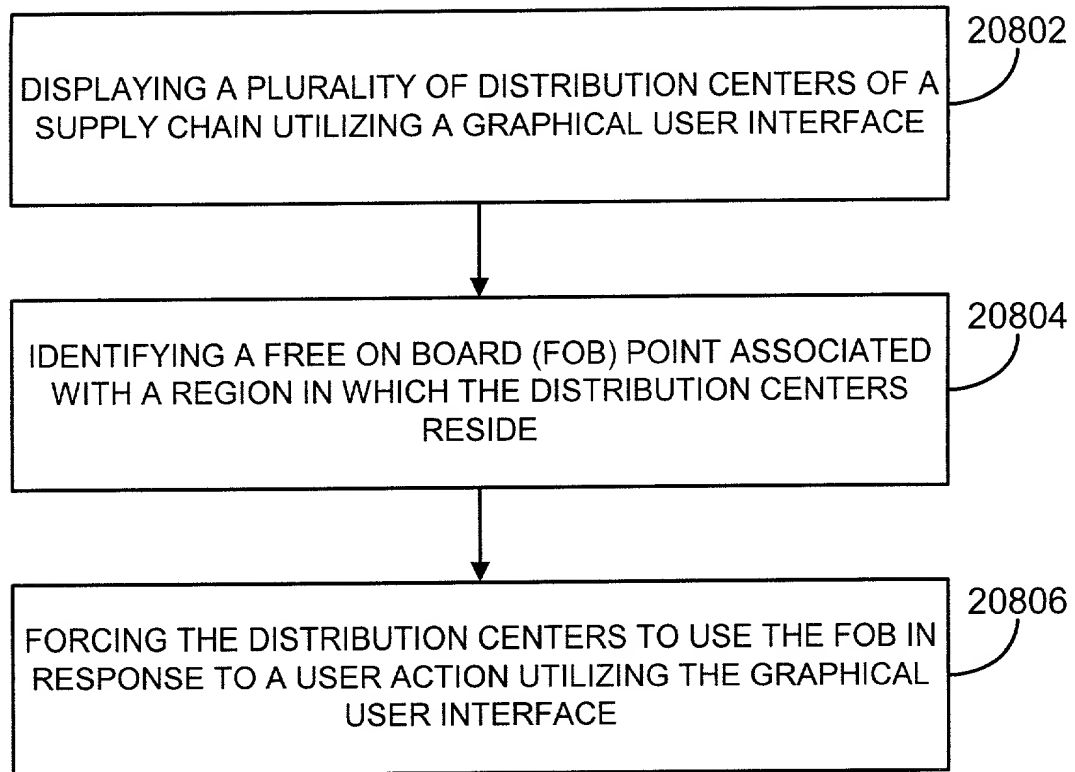 20802
DISPLAYING A PLURALITY OF DISTRIBUTION CENTERS OF A
SUPPLY CHAIN UTILIZING A GRAPHICAL USER INTERFACE
20804
IDENTIFYING A FREE ON BOARD (FOB) POINT ASSOCIATED
WITH A REGION IN WHICH THE DISTRIBUTION CENTERS
RESIDE
20806
FORCING THE DISTRIBUTION CENTERS TO USE THE FOB IN
RESPONSE TO A USER ACTION UTILIZING THE GRAPHICAL
USER INTERFACE